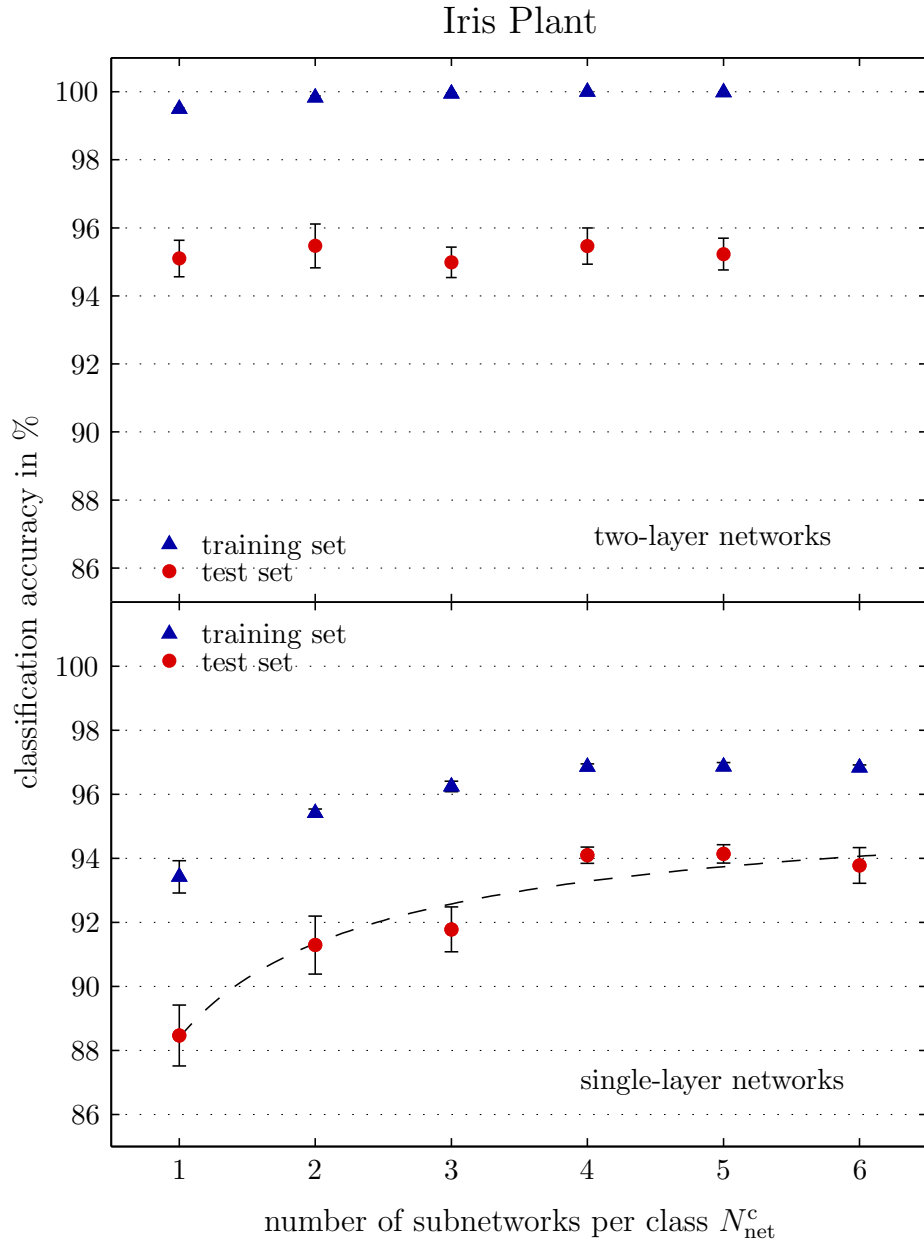 Iris Plant
100
98
96
94
92
90
88
86
training set
test set
two-layer networks
classification accuracy in %
training set
test set
100
98
96
94
92
90
88
86
single-layer networks
1 2 3 4 5 6
number of subnetworks per class N^c_net